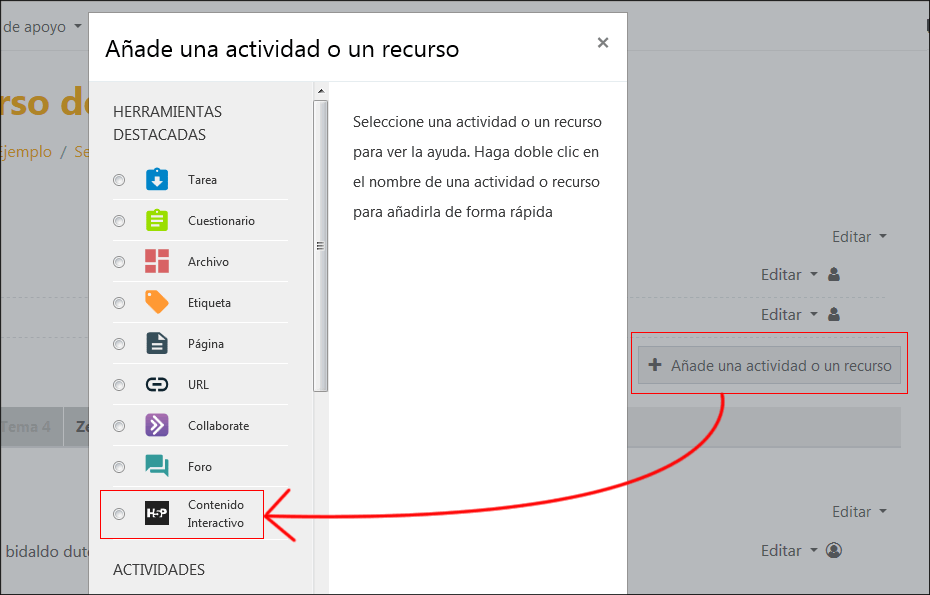 de apoyo
Añade una actividad o un recurso
×
rso de
Ejemplo / Se
HERRAMIENTAS
DESTACADAS
Tarea
Cuestionario
Archivo
Etiqueta
Página
URL
Collaborate
Foro
H5P
Contenido
Interactivo
ACTIVIDADES
Seleccione una actividad o un recurso
para ver la ayuda. Haga doble clic en
el nombre de una actividad o recurso
para añadirla de forma rápida
Editar
Editar
Editar
+ Añade una actividad o un recurso
Tema 4
Ze
Editar
bidaldo dute
Editar